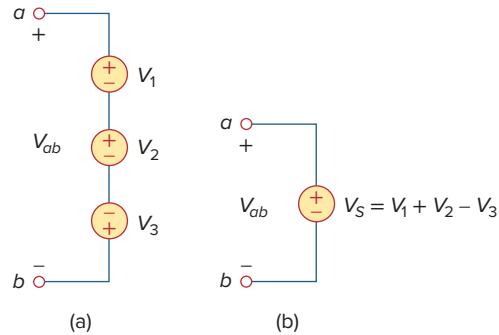 a
+
+
−
V1
Vab
+
−
V2
−
+
V3
−
b
(a)
a
+
Vab
+
−
VS = V1 + V2 − V3
−
b
(b)